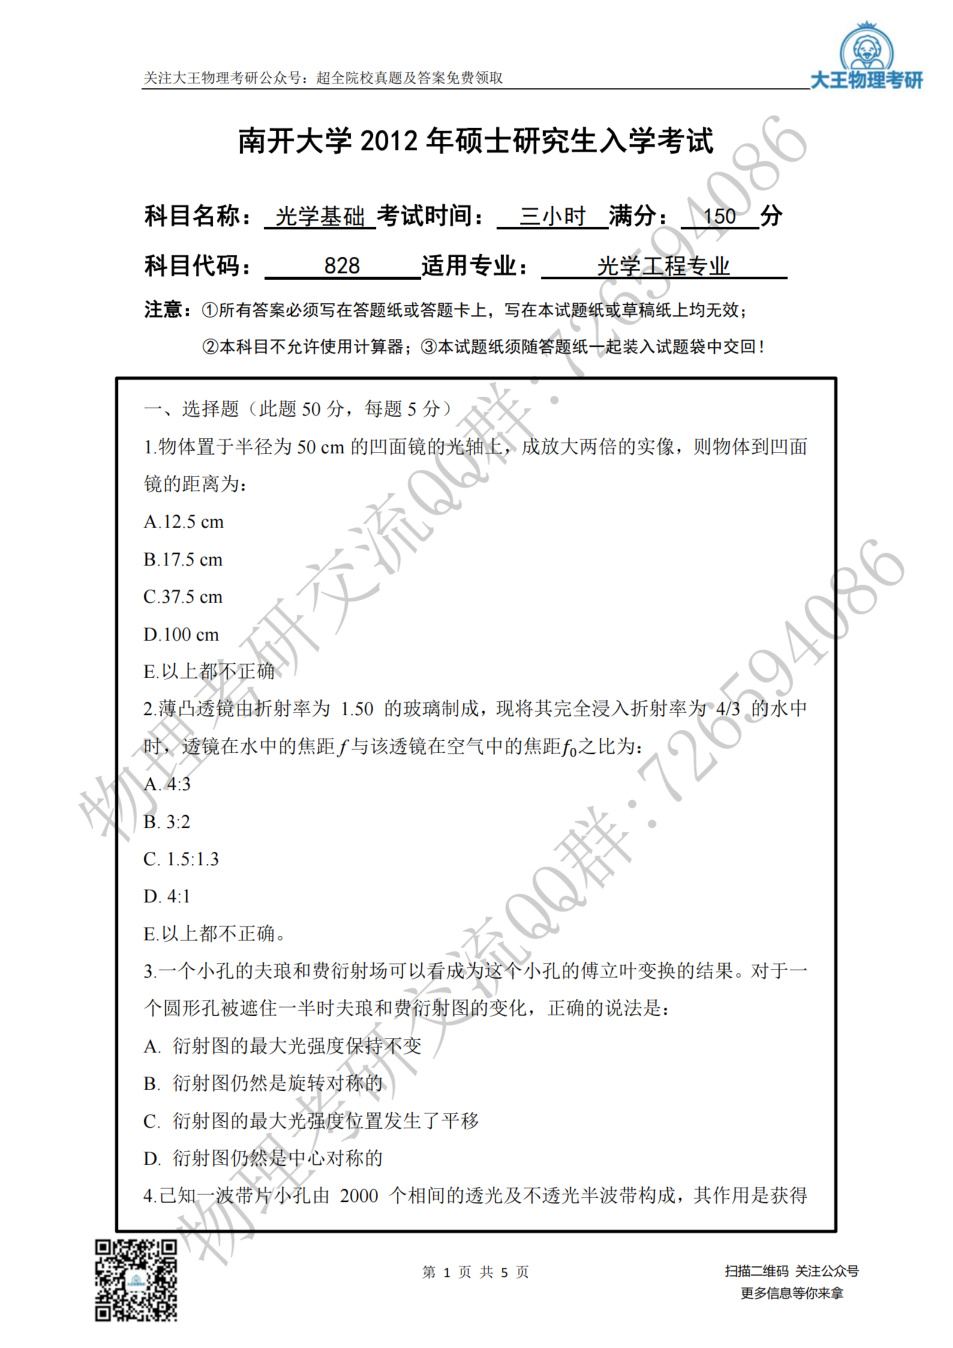 关注大王物理考研公众号：超全院校真题及答案免费领取
大王物理考研
南开大学 2012 年硕士研究生入学考试
科目名称： 光学基础 考试时间： 三小时 满分： 150 分
科目代码： 828 适用专业： 光学工程专业
注意：①所有答案必须写在答题纸或答题卡上，写在本试题纸或草稿纸上均无效；
②本科目不允许使用计算器；③本试题纸须随答题纸一起装入试题袋中交回！
一、选择题（此题 50 分，每题 5 分）
1.物体置于半径为 50 cm 的凹面镜的光轴上，成放大两倍的实像，则物体到凹面
镜的距离为：
A.12.5 cm
B.17.5 cm
C.37.5 cm
D.100 cm
E.以上都不正确
2.薄凸透镜由折射率为 1.50 的玻璃制成，现将其完全浸入折射率为 4/3 的水中
时，透镜在水中的焦距 f 与该透镜在空气中的焦距f₀之比为：
A. 4:3
B. 3:2
C. 1.5:1.3
D. 4:1
E.以上都不正确。
3.一个小孔的夫琅和费衍射场可以看成为这个小孔的傅立叶变换的结果。对于一
个圆形孔被遮住一半时夫琅和费衍射图的变化，正确的说法是：
A. 衍射图的最大光强度保持不变
B. 衍射图仍然是旋转对称的
C. 衍射图的最大光强度位置发生了平移
D. 衍射图仍然是中心对称的
4.已知一波带片小孔由 2000 个相间的透光及不透光半波带构成，其作用是获得
物理考研交流QQ群：726594086
物理考研交流QQ群：726594086
第 1 页 共 5 页
扫描二维码 关注公众号
更多信息等你来拿